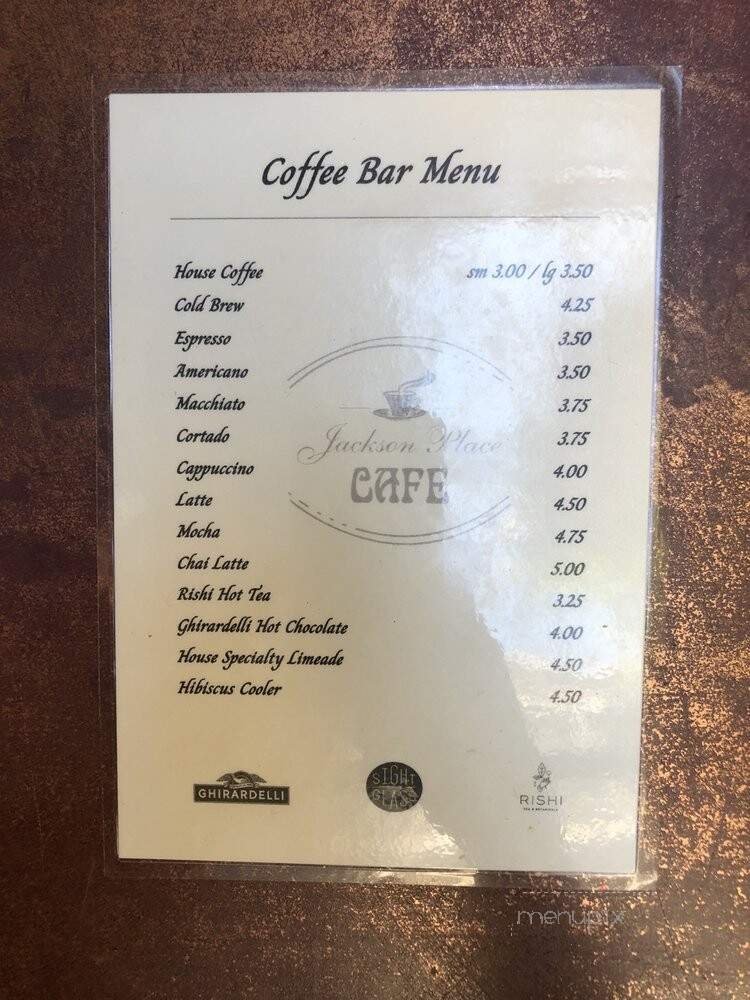 Coffee Bar Menu
House Coffee sm 3.00 / lg 3.50
Cold Brew 4.25
Espresso 3.50
Americano 3.50
Macchiato 3.75
Cortado 3.75
Cappuccino 4.00
Latte 4.50
Mocha 4.75
Chai Latte 5.00
Rishi Hot Tea 3.25
Ghirardelli Hot Chocolate 4.00
House Specialty Limeade 4.50
Hibiscus Cooler 4.50
Jackson Place
CAFE
GHIRARDELLI
SIGHT
GLASS
RISHI
TEA & BOTANICALS
menupix